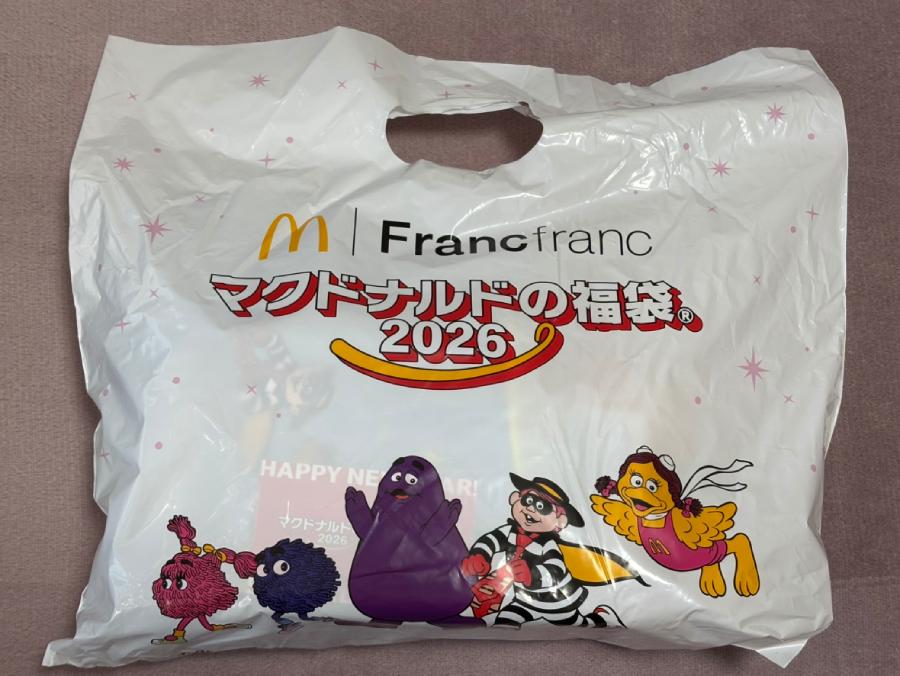 M | Francfranc
マクドナルドの福袋®
2026
HAPPY NE AR!
マクドナルド
2026
M